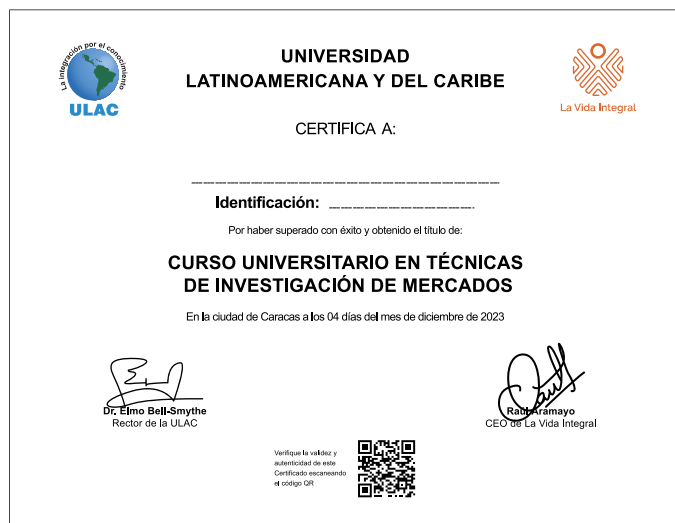 La integración por el conocimiento
ULAC
UNIVERSIDAD
LATINOAMERICANA Y DEL CARIBE
La Vida Integral
CERTIFICA A:
Identificación:
Por haber superado con éxito y obtenido el título de:
CURSO UNIVERSITARIO EN TÉCNICAS
DE INVESTIGACIÓN DE MERCADOS
En la ciudad de Caracas a los 04 días del mes de diciembre de 2023
Dr. Elmo Bell-Smythe
Rector de la ULAC
Raúl Aramayo
CEO de La Vida Integral
Verifique la validez y
autenticidad de este
Certificado escaneando
el código QR